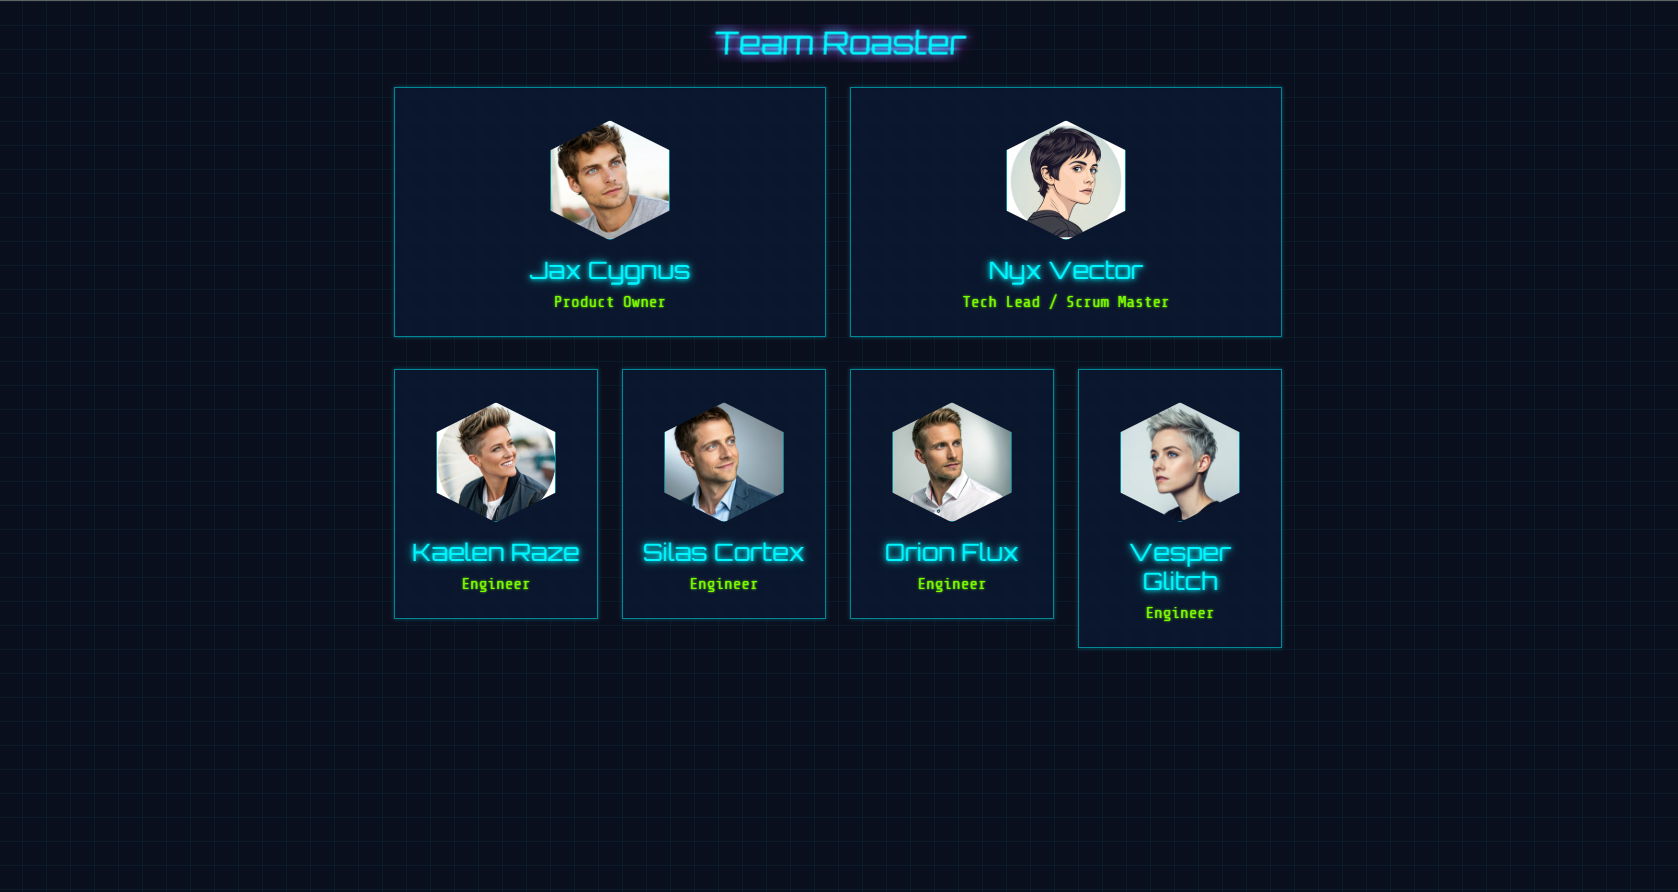 Team Roaster
Jax Cygnus
Product Owner
Nyx Vector
Tech Lead / Scrum Master
Kaelen Raze
Engineer
Silas Cortex
Engineer
Orion Flux
Engineer
Vesper
Glitch
Engineer